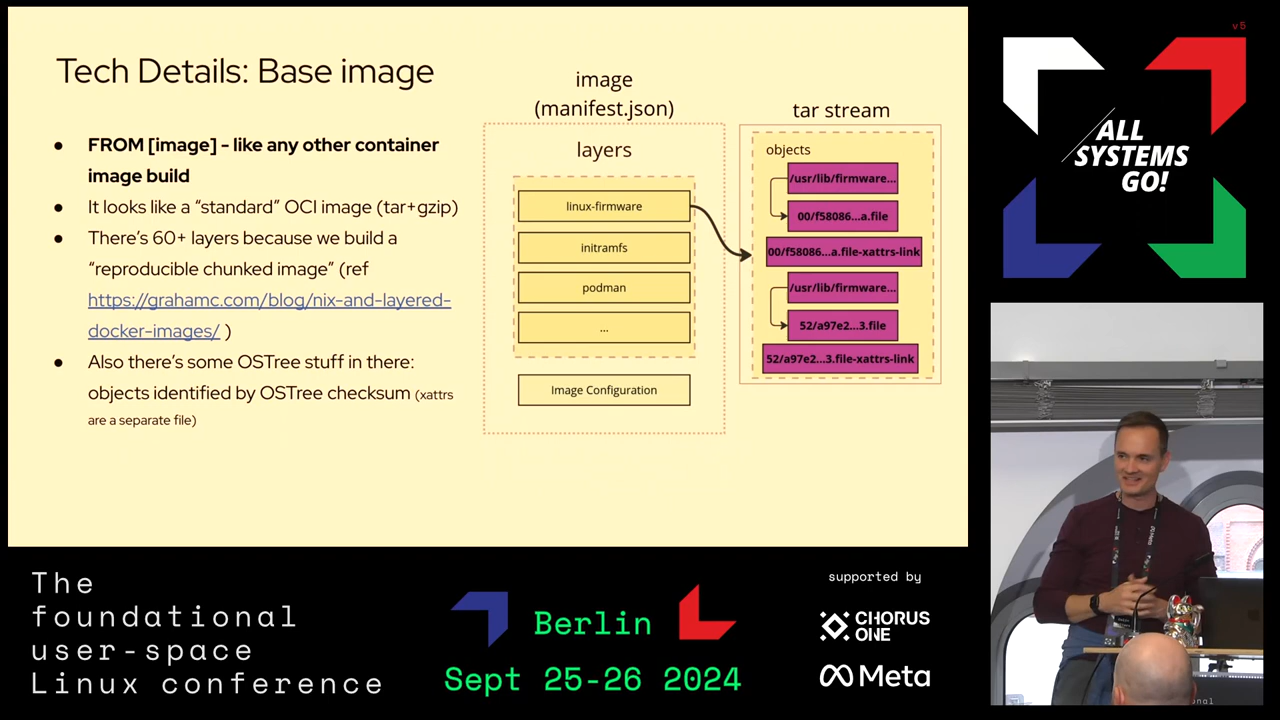 Tech Details: Base image
● FROM [image] - like any other container
image build
● It looks like a “standard” OCI image (tar+gzip)
● There’s 60+ layers because we build a
“reproducible chunked image” (ref
https://grahamc.com/blog/nix-and-layered-
docker-images/ )
● Also there’s some OSTree stuff in there:
objects identified by OSTree checksum (xattrs
are a separate file)
image
(manifest.json)
layers
linux-firmware
initramfs
podman
...
Image Configuration
tar stream
objects
/usr/lib/firmware...
00/f58086...a.file
00/f58086...a.file-xattrs-link
/usr/lib/firmware...
52/a97e2...3.file
52/a97e2...3.file-xattrs-link
v5
ALL
SYSTEMS
GO!
The
foundational
user-space
Linux conference
Berlin
Sept 25-26 2024
supported by
CHORUS
ONE
Meta